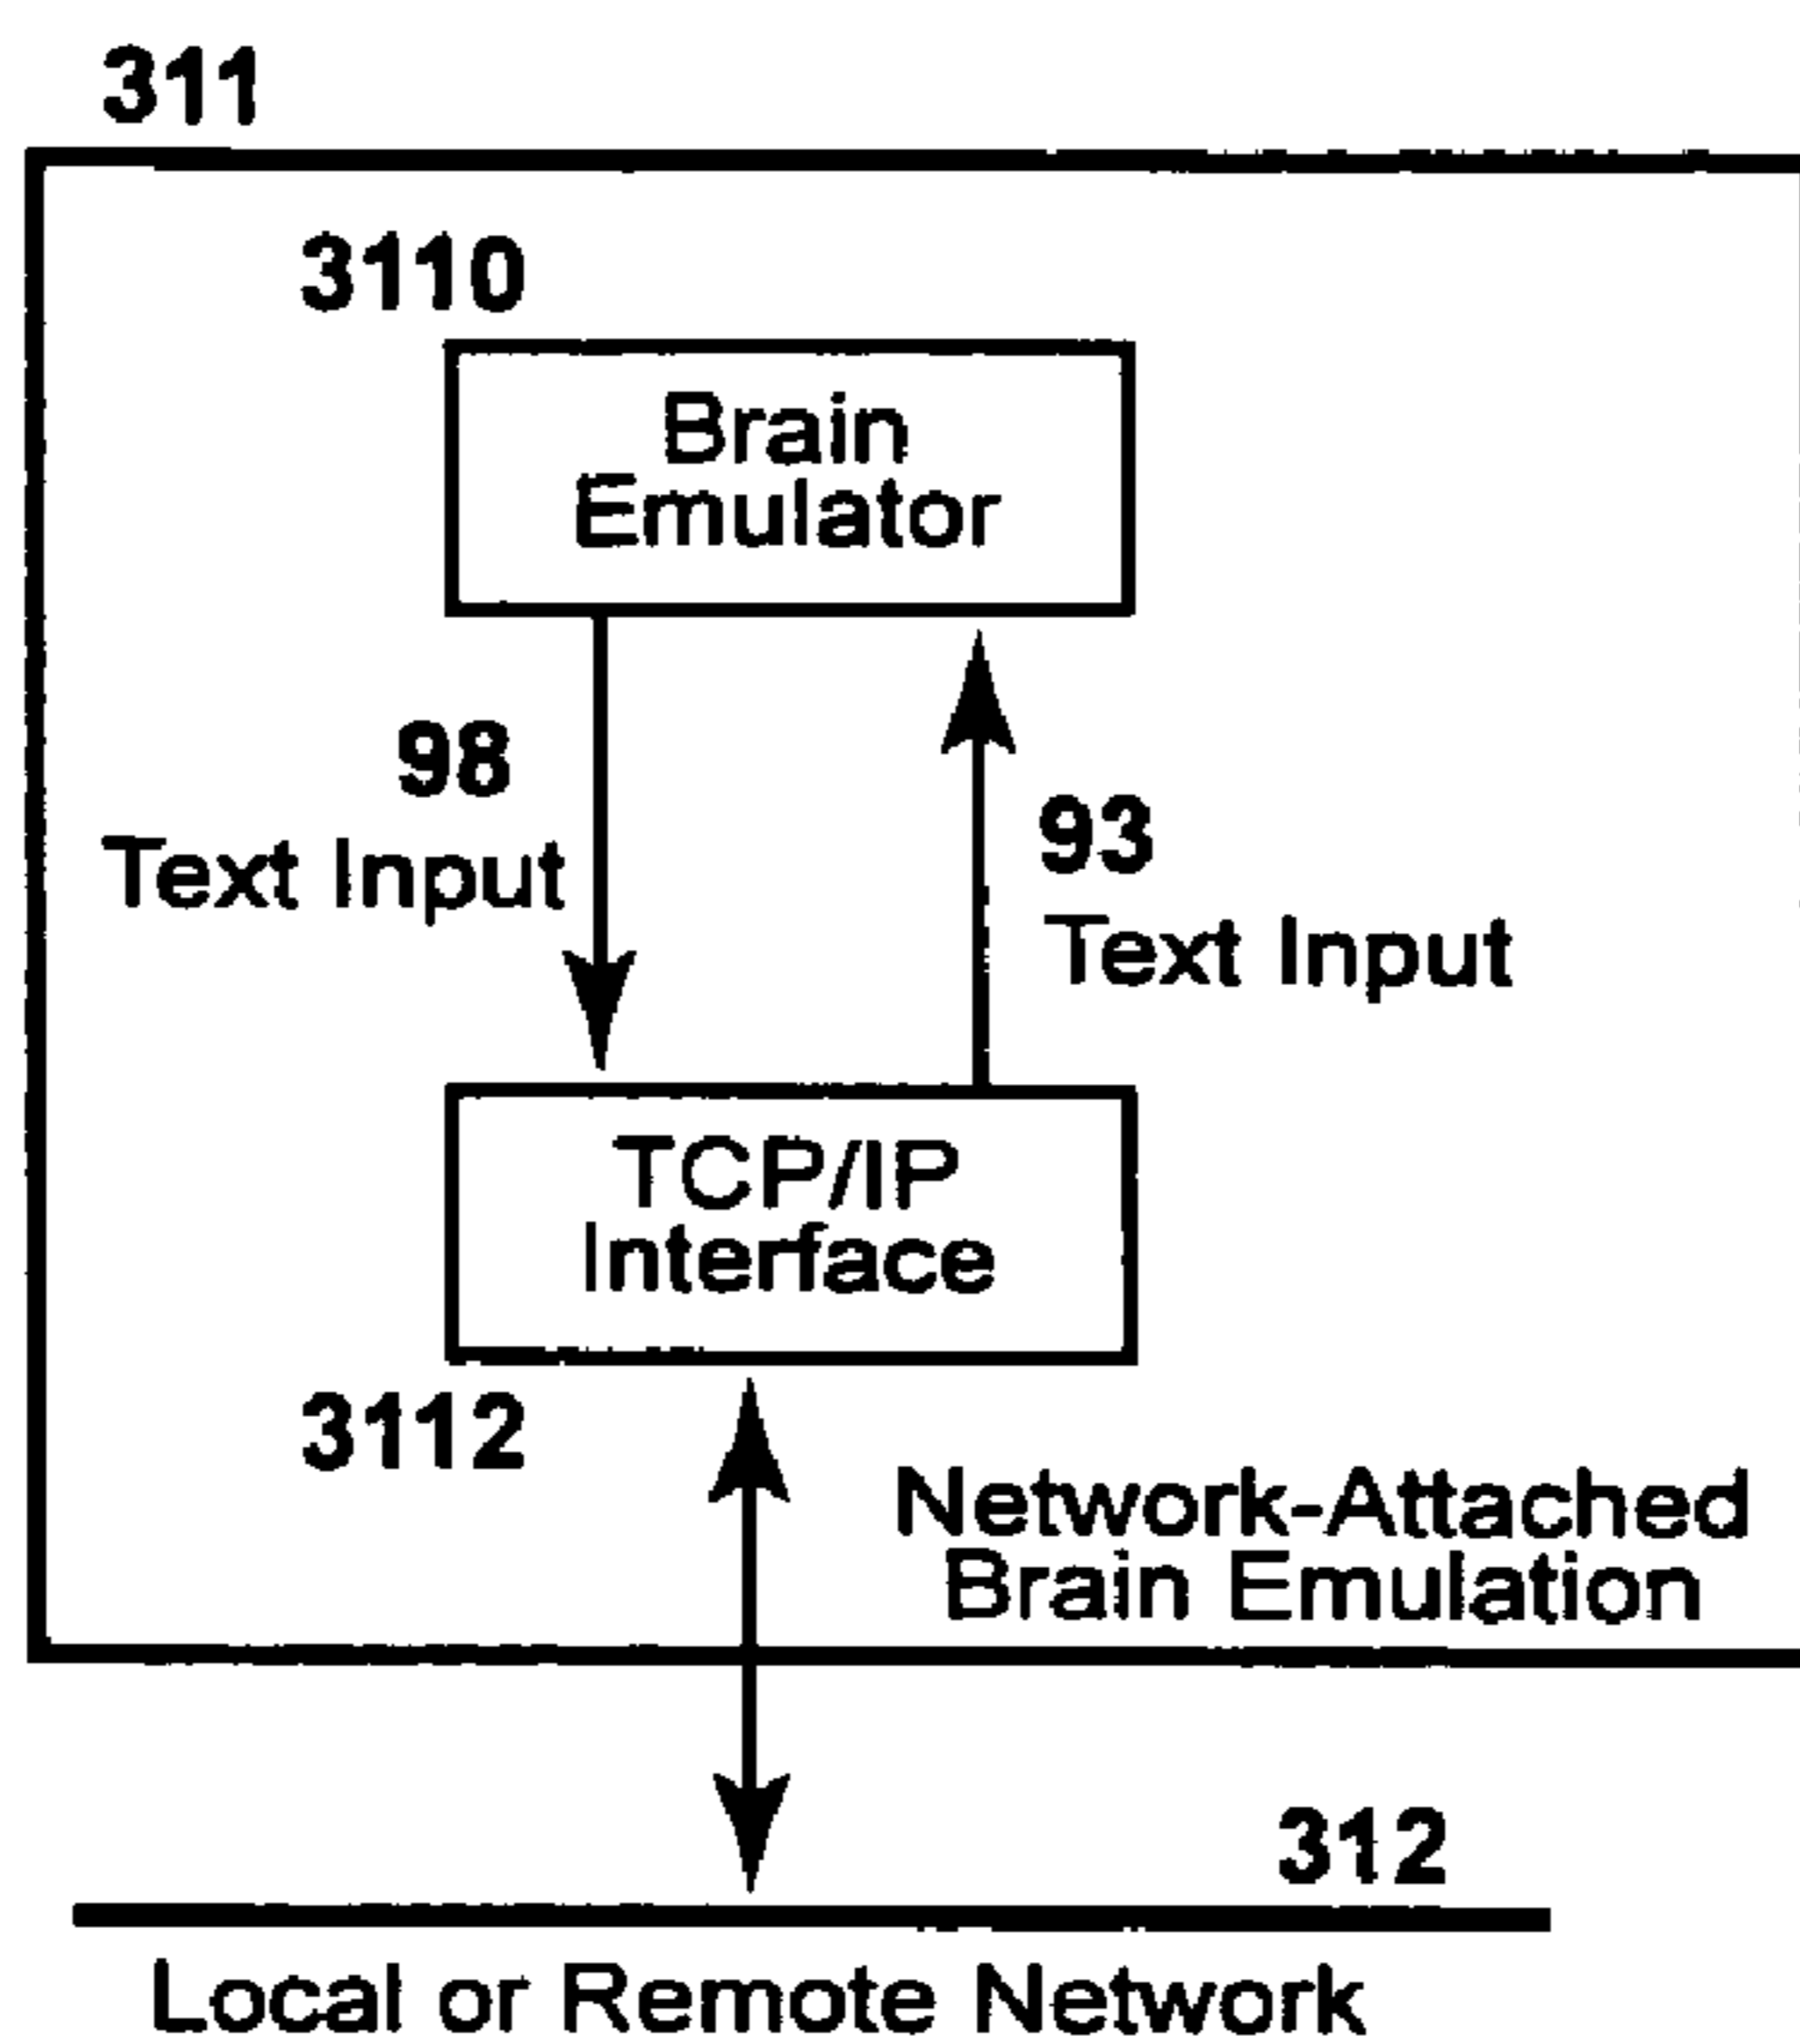 311
3110
Brain
Emulator
98
Text Input
93
Text Input
TCP/IP
Interface
3112
Network-Attached
Brain Emulation
312
Local or Remote Network